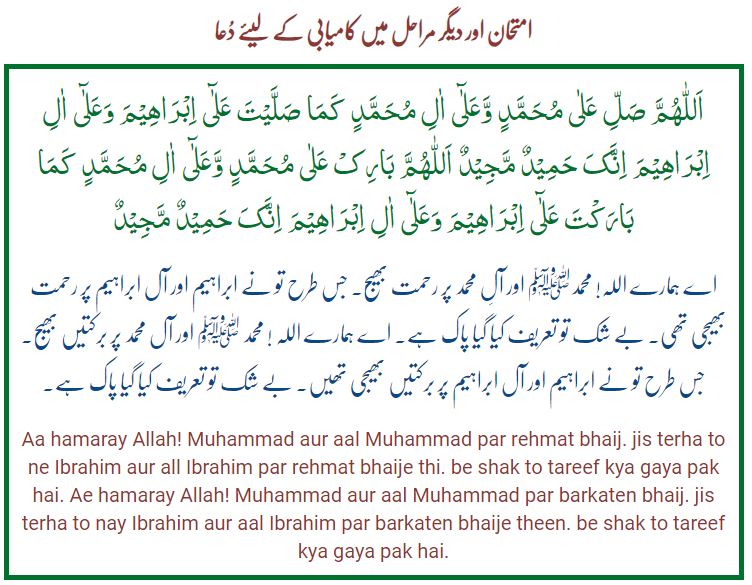 امتحان اور دیگر مراحل میں کامیابی کے لیئے دُعا
اَللّٰهُمَّ صَلِّ عَلٰى مُحَمَّدٍ وَّعَلٰٓى اٰلِ مُحَمَّدٍ كَمَا صَلَّيْتَ عَلٰٓى اِبْرَاهِيْمَ وَعَلٰٓى اٰلِ
اِبْرَاهِيْمَ اِنَّکَ حَمِيْدٌ مَّجِيْدٌ اَللّٰهُمَّ بَارِکْ عَلٰى مُحَمَّدٍ وَّعَلٰٓى اٰلِ مُحَمَّدٍ كَمَا
بَارَكْتَ عَلٰٓى اِبْرَاهِيْمَ وَعَلٰٓى اٰلِ اِبْرَاهِيْمَ اِنَّکَ حَمِيْدٌ مَّجِيْدٌ
اے ہمارے اللہ! محمد ﷺ اور آلِ محمد پر رحمت بھیج۔ جس طرح تو نے ابراہیم اور آل ابراہیم پر رحمت
بھیجی تھی۔ بے شک تو تعریف کیا گیا پاک ہے۔ اے ہمارے اللہ ! محمد ﷺ اور آل محمد پر برکتیں بھیج۔
جس طرح تو نے ابراہیم اور آل ابراہیم پر برکتیں بھیجی تھیں۔ بے شک تو تعریف کیا گیا پاک ہے۔
Aa hamaray Allah! Muhammad aur aal Muhammad par rehmat bhaij. jis terha to
ne Ibrahim aur all Ibrahim par rehmat bhaije thi. be shak to tareef kya gaya pak
hai. Ae hamaray Allah! Muhammad aur aal Muhammad par barkaten bhaij. jis
terha to nay Ibrahim aur aal Ibrahim par barkaten bhaije theen. be shak to tareef
kya gaya pak hai.